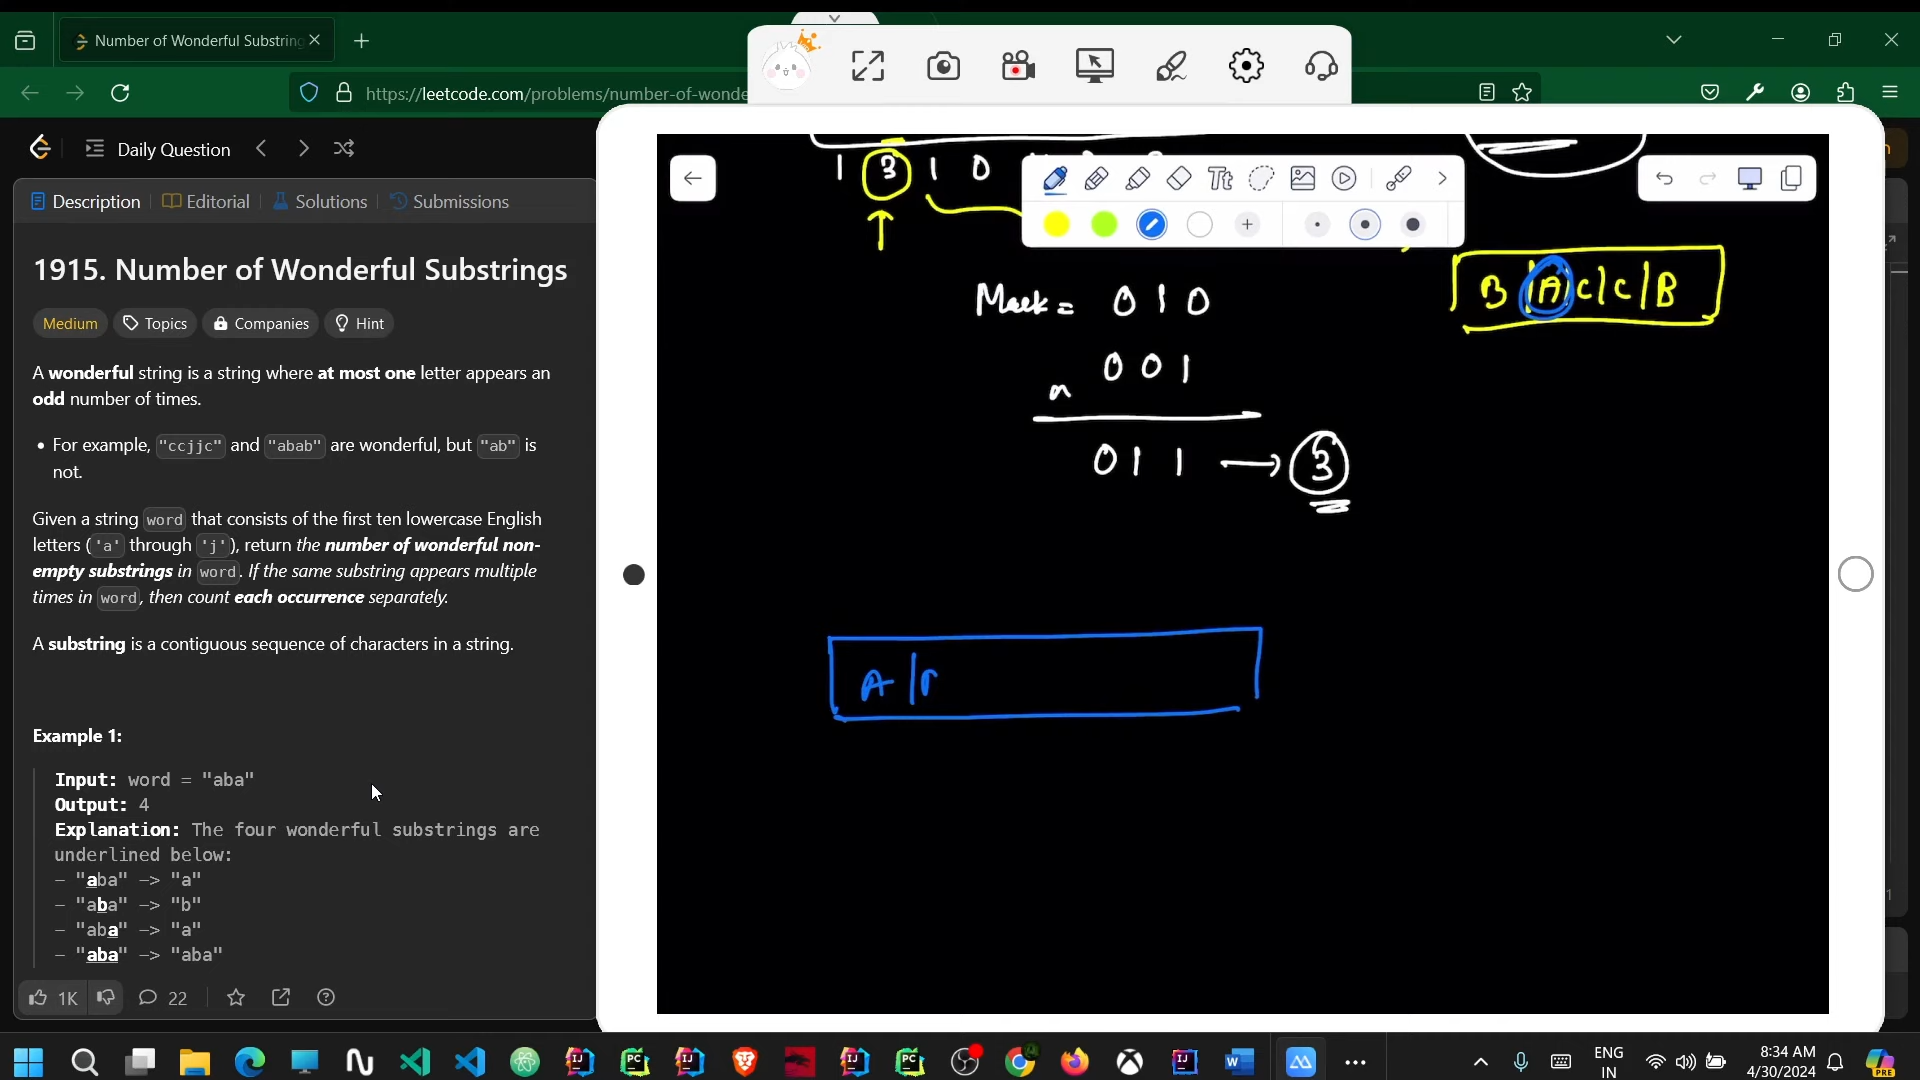 Number of Wonderful Substring
https://leetcode.com/problems/number-of-wonde
Daily Question
Description
Editorial
Solutions
Submissions
1915. Number of Wonderful Substrings
Medium
Topics
Companies
Hint
A wonderful string is a string where at most one letter appears an
odd number of times.
• For example, "ccjjc" and "abab" are wonderful, but "ab" is
not.
Given a string word that consists of the first ten lowercase English
letters ('a' through 'j'), return the number of wonderful non-
empty substrings in word. If the same substring appears multiple
times in word, then count each occurrence separately.
A substring is a contiguous sequence of characters in a string.
Example 1:
Input: word = "aba"
Output: 4
Explanation: The four wonderful substrings are
underlined below:
- "aba" -> "a"
- "aba" -> "b"
- "aba" -> "a"
- "aba" -> "aba"
1K
22
1 3 1 0
Tt
B |A|C|C|B
Mask = 0 1 0
0 0 1
^
0 1 1 → 3
A |
ENG
IN
8:34 AM
4/30/2024
PRE